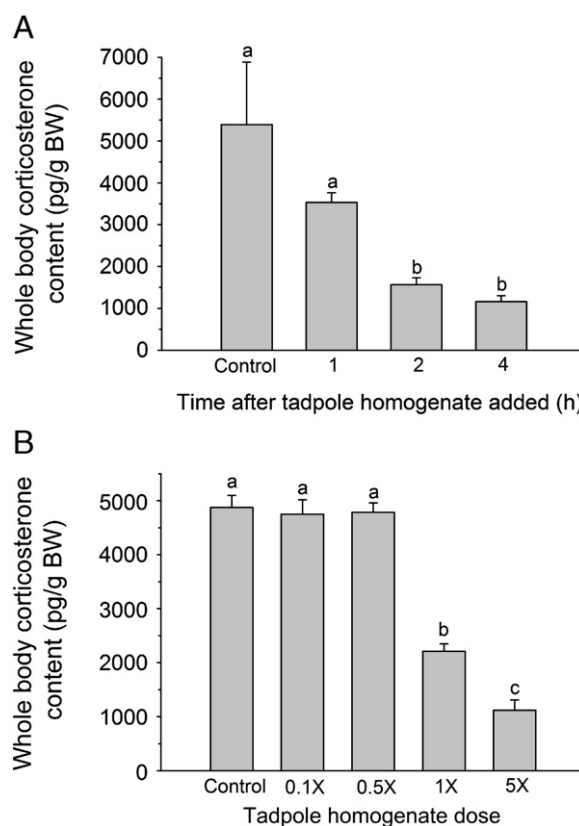 A
Whole body corticosterone
content (pg/g BW)
7000
6000
5000
4000
3000
2000
1000
0
a
a
b
b
Control 1 2 4
Time after tadpole homogenate added (h)
B
Whole body corticosterone
content (pg/g BW)
5000
4000
3000
2000
1000
0
a a a
b
c
Control 0.1X 0.5X 1X 5X
Tadpole homogenate dose